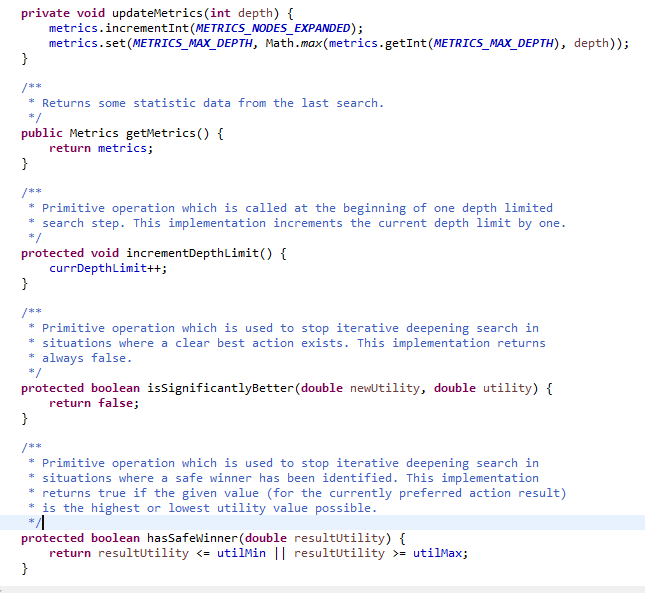 private void updateMetrics(int depth) {
metrics.incrementInt(METRICS_NODES_EXPANDED);
metrics.set(METRICS_MAX_DEPTH, Math.max(metrics.getInt(METRICS_MAX_DEPTH), depth));
}
/**
* Returns some statistic data from the last search.
*/
public Metrics getMetrics() {
return metrics;
}
/**
* Primitive operation which is called at the beginning of one depth limited
* search step. This implementation increments the current depth limit by one.
*/
protected void incrementDepthLimit() {
currDepthLimit++;
}
/**
* Primitive operation which is used to stop iterative deepening search in
* situations where a clear best action exists. This implementation returns
* always false.
*/
protected boolean isSignificantlyBetter(double newUtility, double utility) {
return false;
}
/**
* Primitive operation which is used to stop iterative deepening search in
* situations where a safe winner has been identified. This implementation
* returns true if the given value (for the currently preferred action result)
* is the highest or lowest utility value possible.
*/
protected boolean hasSafeWinner(double resultUtility) {
return resultUtility <= utilMin || resultUtility >= utilMax;
}